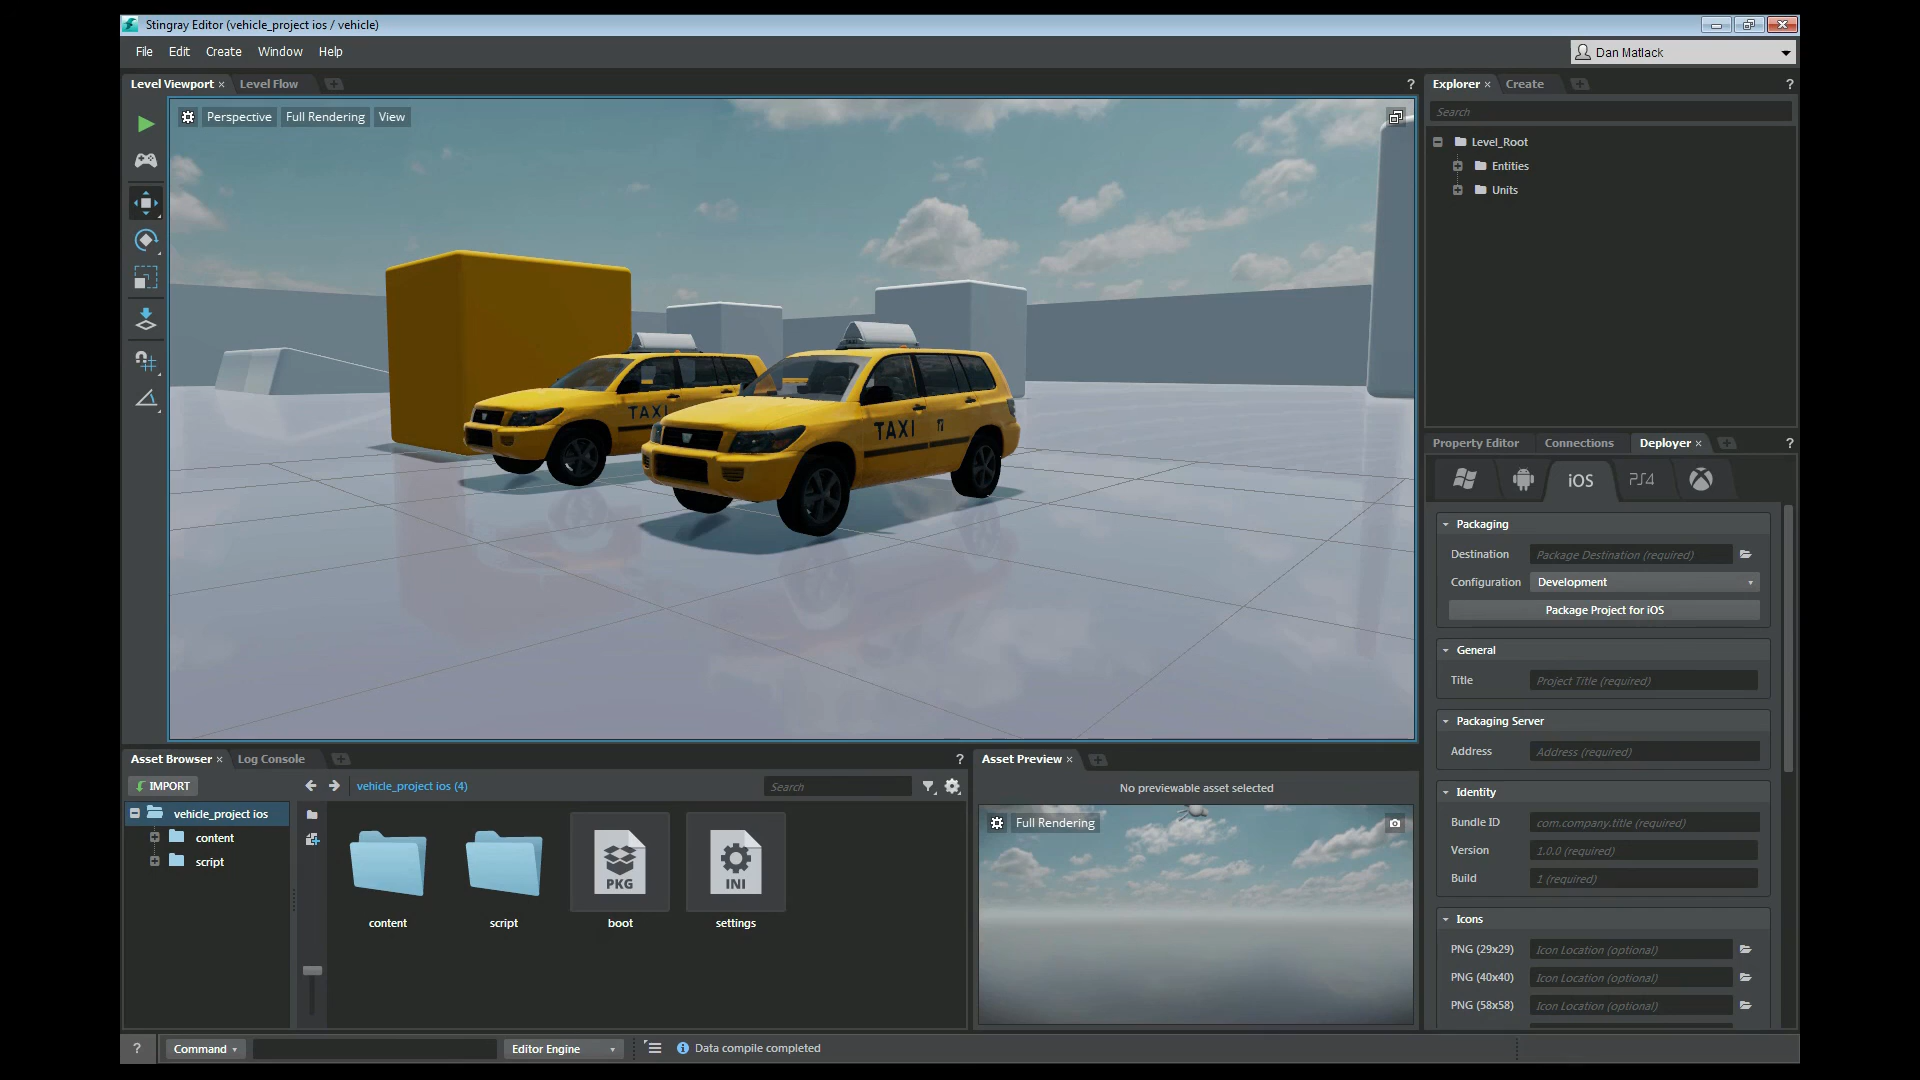 Stingray Editor (vehicle_project ios / vehicle)
File Edit Create Window Help
Dan Matlack
Level Viewport × Level Flow
?
Perspective Full Rendering View
TAXI
TAXI
Explorer × Create
?
Search
Level_Root
Entities
Units
Property Editor Connections Deployer ×
?
iOS PS4
Packaging
Destination Package Destination (required)
Configuration Development
Package Project for iOS
General
Title Project Title (required)
Packaging Server
Address Address (required)
Identity
Bundle ID com.company.title (required)
Version 1.0.0 (required)
Build 1 (required)
Icons
PNG (29x29) Icon Location (optional)
PNG (40x40) Icon Location (optional)
PNG (58x58) Icon Location (optional)
Asset Browser × Log Console
?
IMPORT
vehicle_project ios (4)
Search
vehicle_project ios
content
script
PKG
INI
content
script
boot
settings
Asset Preview ×
No previewable asset selected
Full Rendering
?
Command
Editor Engine
Data compile completed